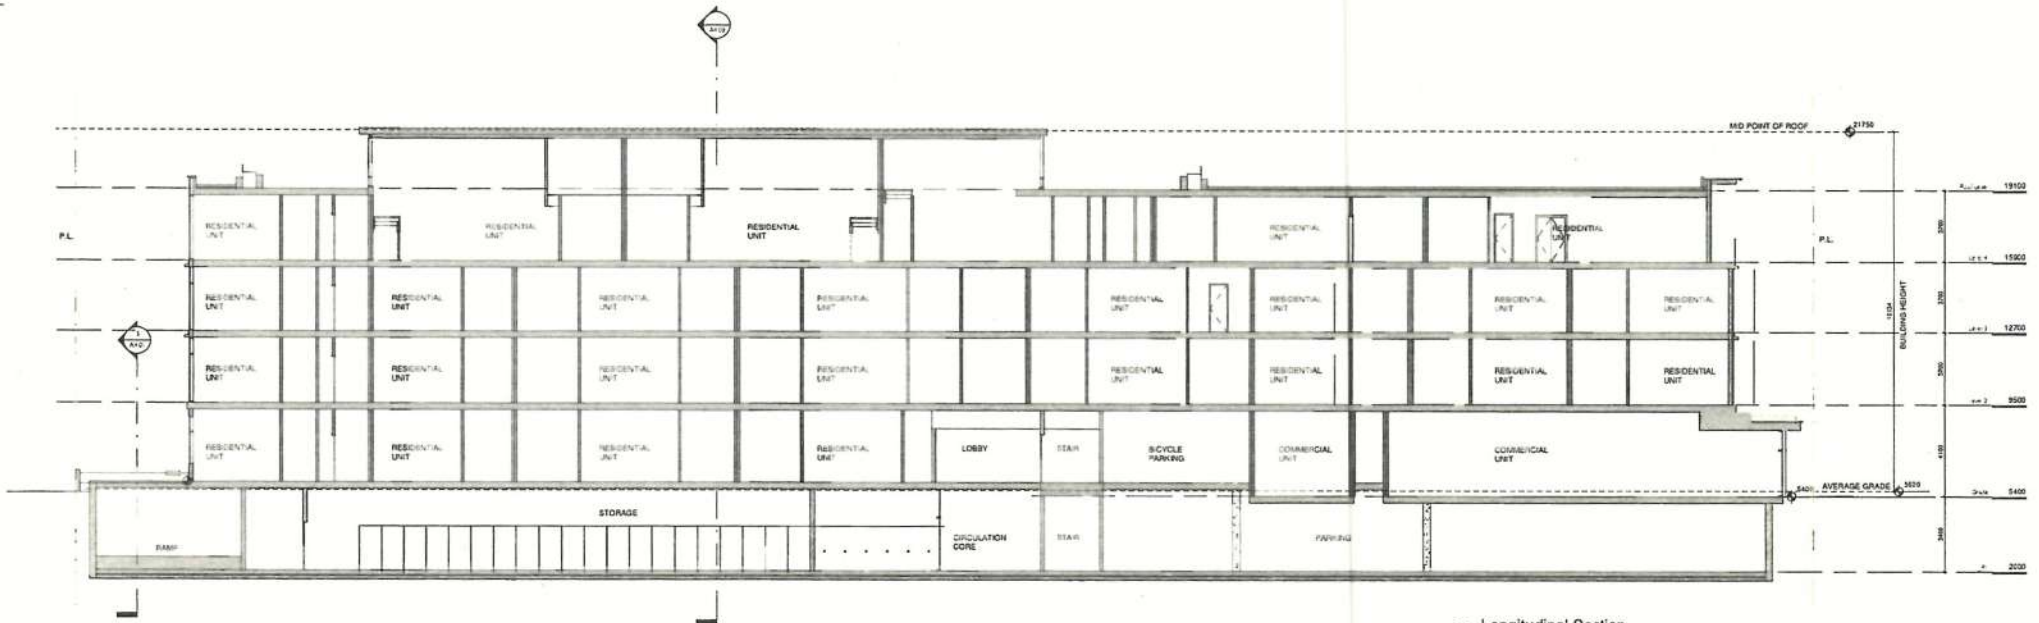 MID POINT OF ROOF
21750
19100
P.L.
RESIDENTIAL
UNIT
RESIDENTIAL
UNIT
RESIDENTIAL
UNIT
RESIDENTIAL
UNIT
RESIDENTIAL
UNIT
P.L.
15900
RESIDENTIAL
UNIT
RESIDENTIAL
UNIT
RESIDENTIAL
UNIT
RESIDENTIAL
UNIT
RESIDENTIAL
UNIT
RESIDENTIAL
UNIT
RESIDENTIAL
UNIT
RESIDENTIAL
UNIT
BUILDING HEIGHT
12700
RESIDENTIAL
UNIT
RESIDENTIAL
UNIT
RESIDENTIAL
UNIT
RESIDENTIAL
UNIT
RESIDENTIAL
UNIT
RESIDENTIAL
UNIT
RESIDENTIAL
UNIT
RESIDENTIAL
UNIT
9500
RESIDENTIAL
UNIT
RESIDENTIAL
UNIT
RESIDENTIAL
UNIT
RESIDENTIAL
UNIT
LOBBY
STAIR
BICYCLE
PARKING
COMMERCIAL
UNIT
COMMERCIAL
UNIT
4100
5400
AVERAGE GRADE
5620
5400
RAMP
STORAGE
CIRCULATION
CORE
STAIR
PARKING
3400
2000
Longitudinal Section